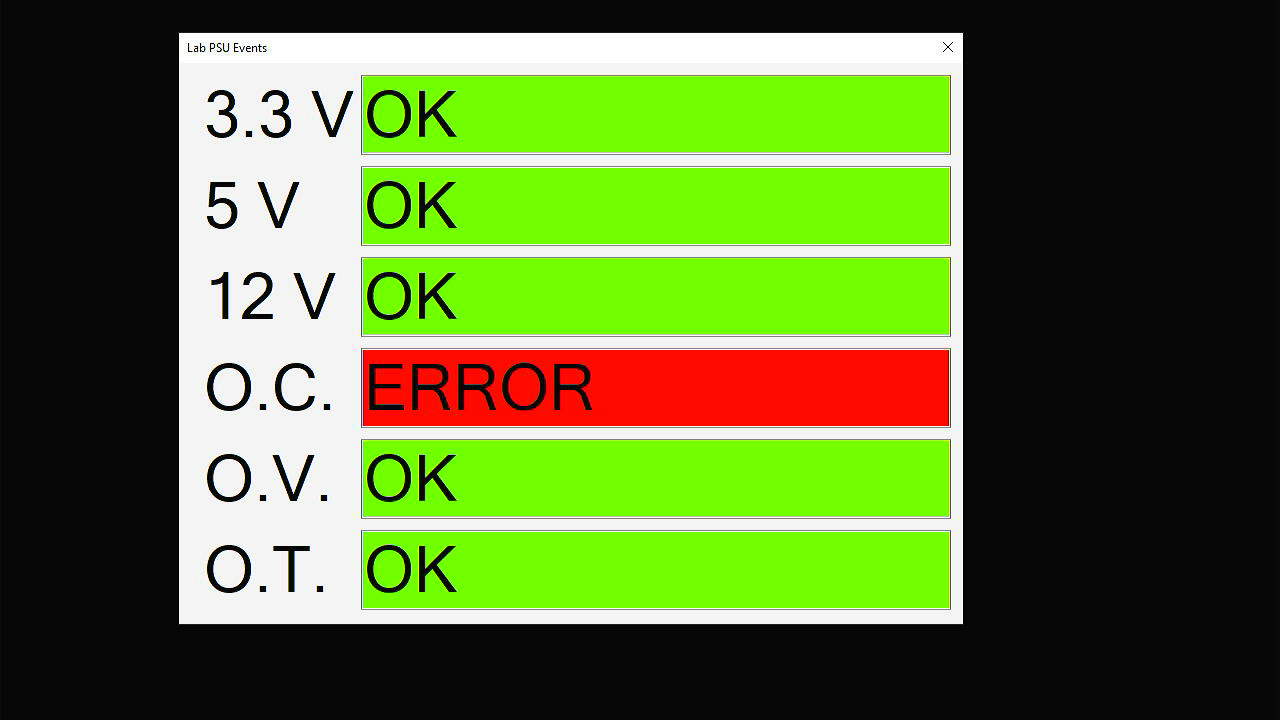 Lab PSU Events
3.3 V OK
5 V OK
12 V OK
O.C. ERROR
O.V. OK
O.T. OK